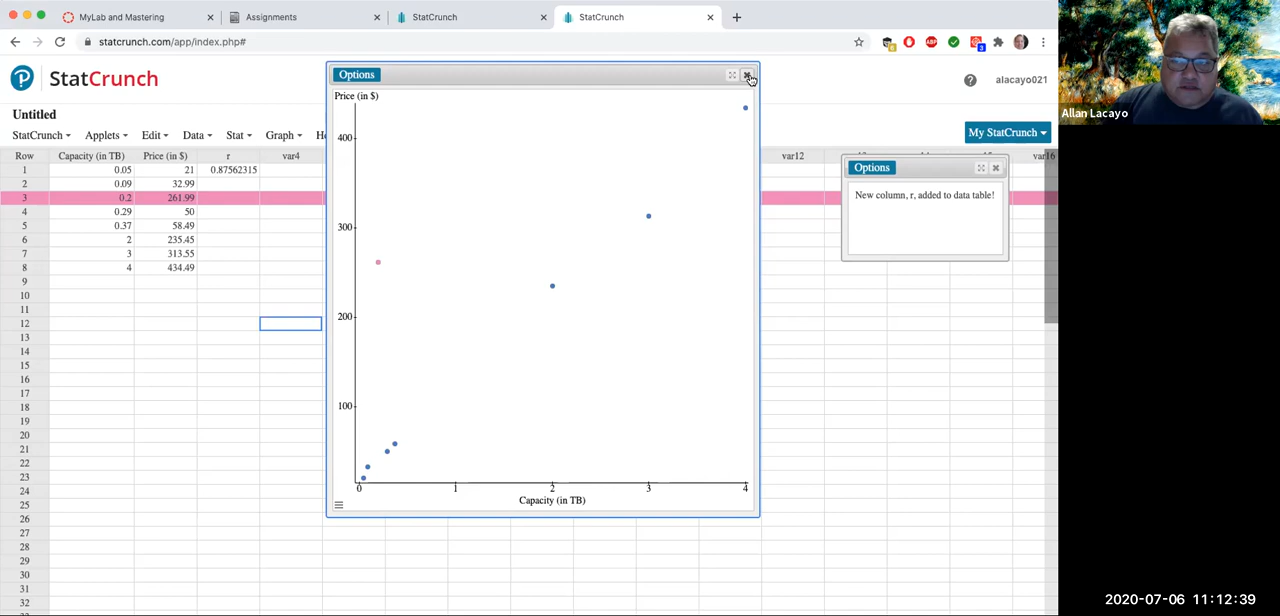 MyLab and Mastering
Assignments
StatCrunch
StatCrunch
statcrunch.com/app/index.php#
StatCrunch
alacayo021
Untitled
StatCrunch Applets Edit Data Stat Graph
My StatCrunch
Row Capacity (in TB) Price (in $) r var4 var12 var16
1 0.05 21 0.87562315
2 0.09 32.99
3 0.2 261.99
4 0.29 50
5 0.37 58.49
6 2 235.45
7 3 313.55
8 4 434.49
9
10
11
12
13
14
15
16
17
18
19
20
21
22
23
24
25
26
27
28
29
30
31
32
Options
Price (in $)
400
300
200
100
0 1 2 3 4
Capacity (in TB)
Options
New column, r, added to data table!
Allan Lacayo
2020-07-06 11:12:39